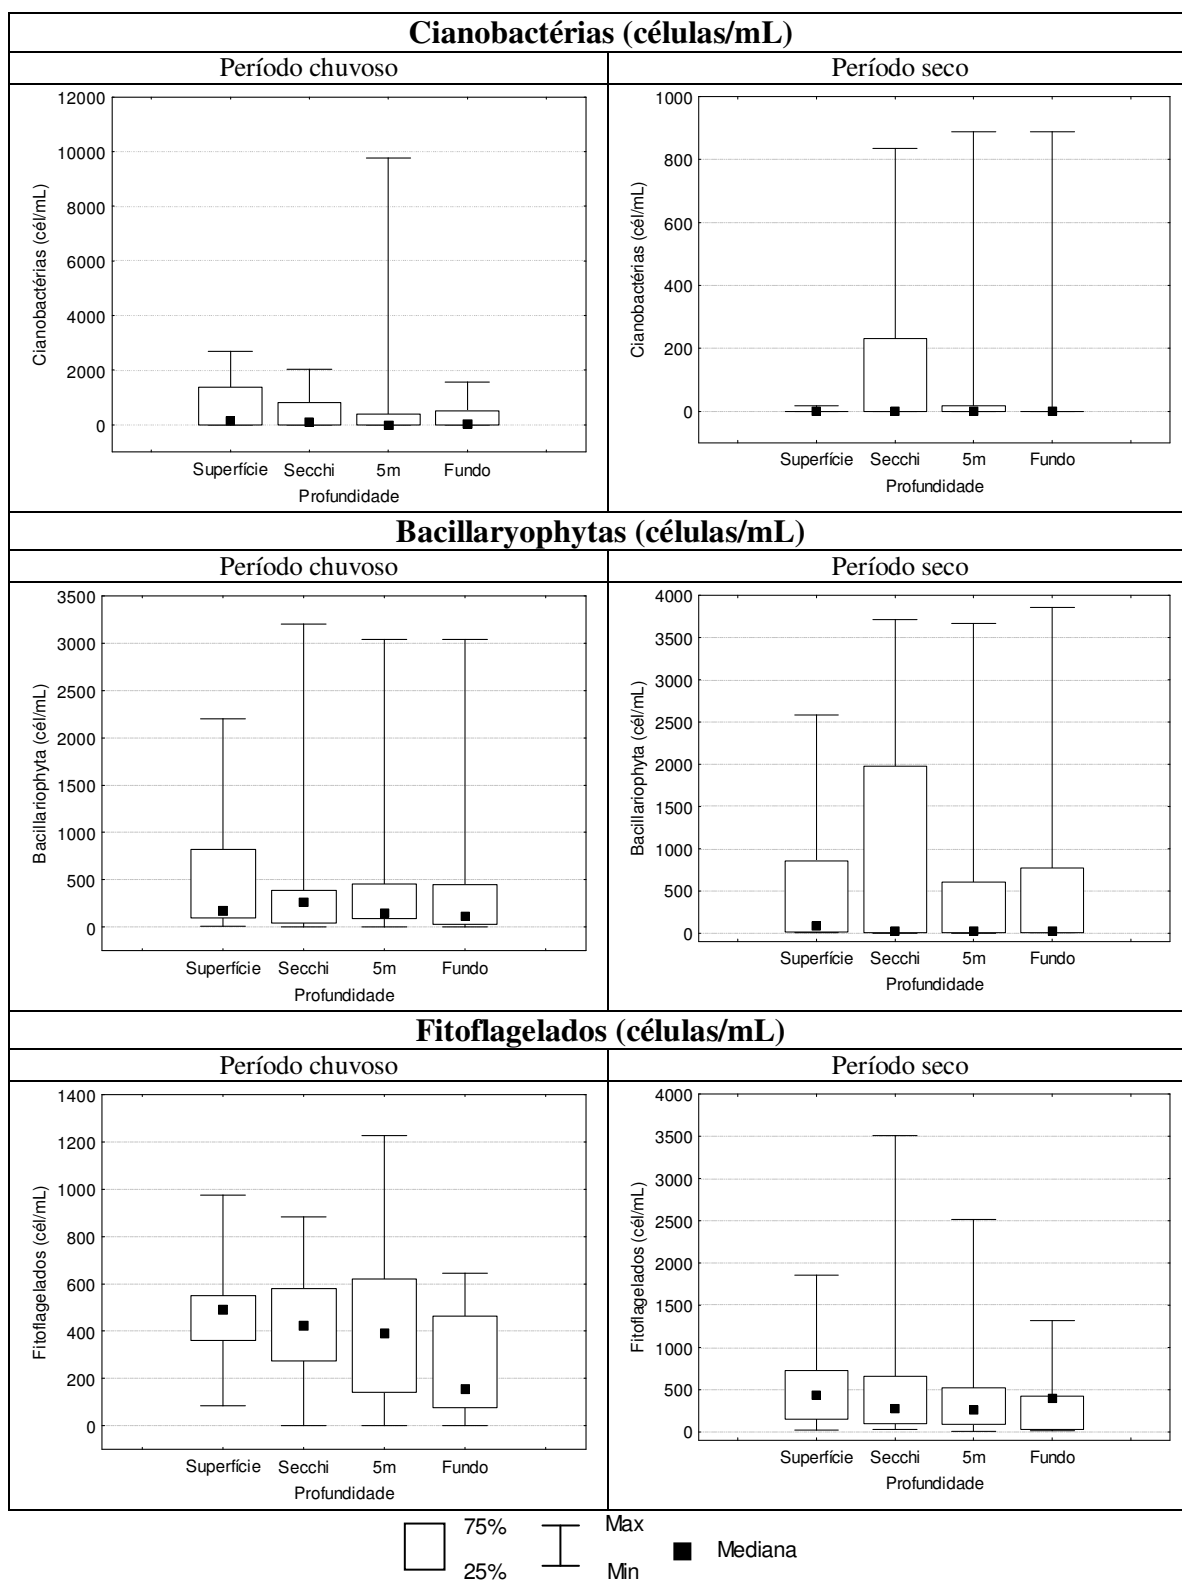 Cianobactérias (células/mL)
Período chuvoso
Período seco
12000
10000
8000
6000
4000
2000
0
Cianobactérias (cél/mL)
Superfície Secchi 5m Fundo
Profundidade
1000
800
600
400
200
0
Cianobactérias (cél/mL)
Superfície Secchi 5m Fundo
Profundidade
Bacillaryophytas (células/mL)
Período chuvoso
Período seco
3500
3000
2500
2000
1500
1000
500
0
Bacillariophyta (cél/mL)
Superfície Secchi 5m Fundo
Profundidade
4000
3500
3000
2500
2000
1500
1000
500
0
Bacillariophyta (cél/mL)
Superfície Secchi 5m Fundo
Profundidade
Fitoflagelados (células/mL)
Período chuvoso
Período seco
1400
1200
1000
800
600
400
200
0
Fitoflagelados (cél/mL)
Superfície Secchi 5m Fundo
Profundidade
4000
3500
3000
2500
2000
1500
1000
500
0
Fitoflagelados (cél/mL)
Superfície Secchi 5m Fundo
Profundidade
75%
25%
Max
Min
Mediana